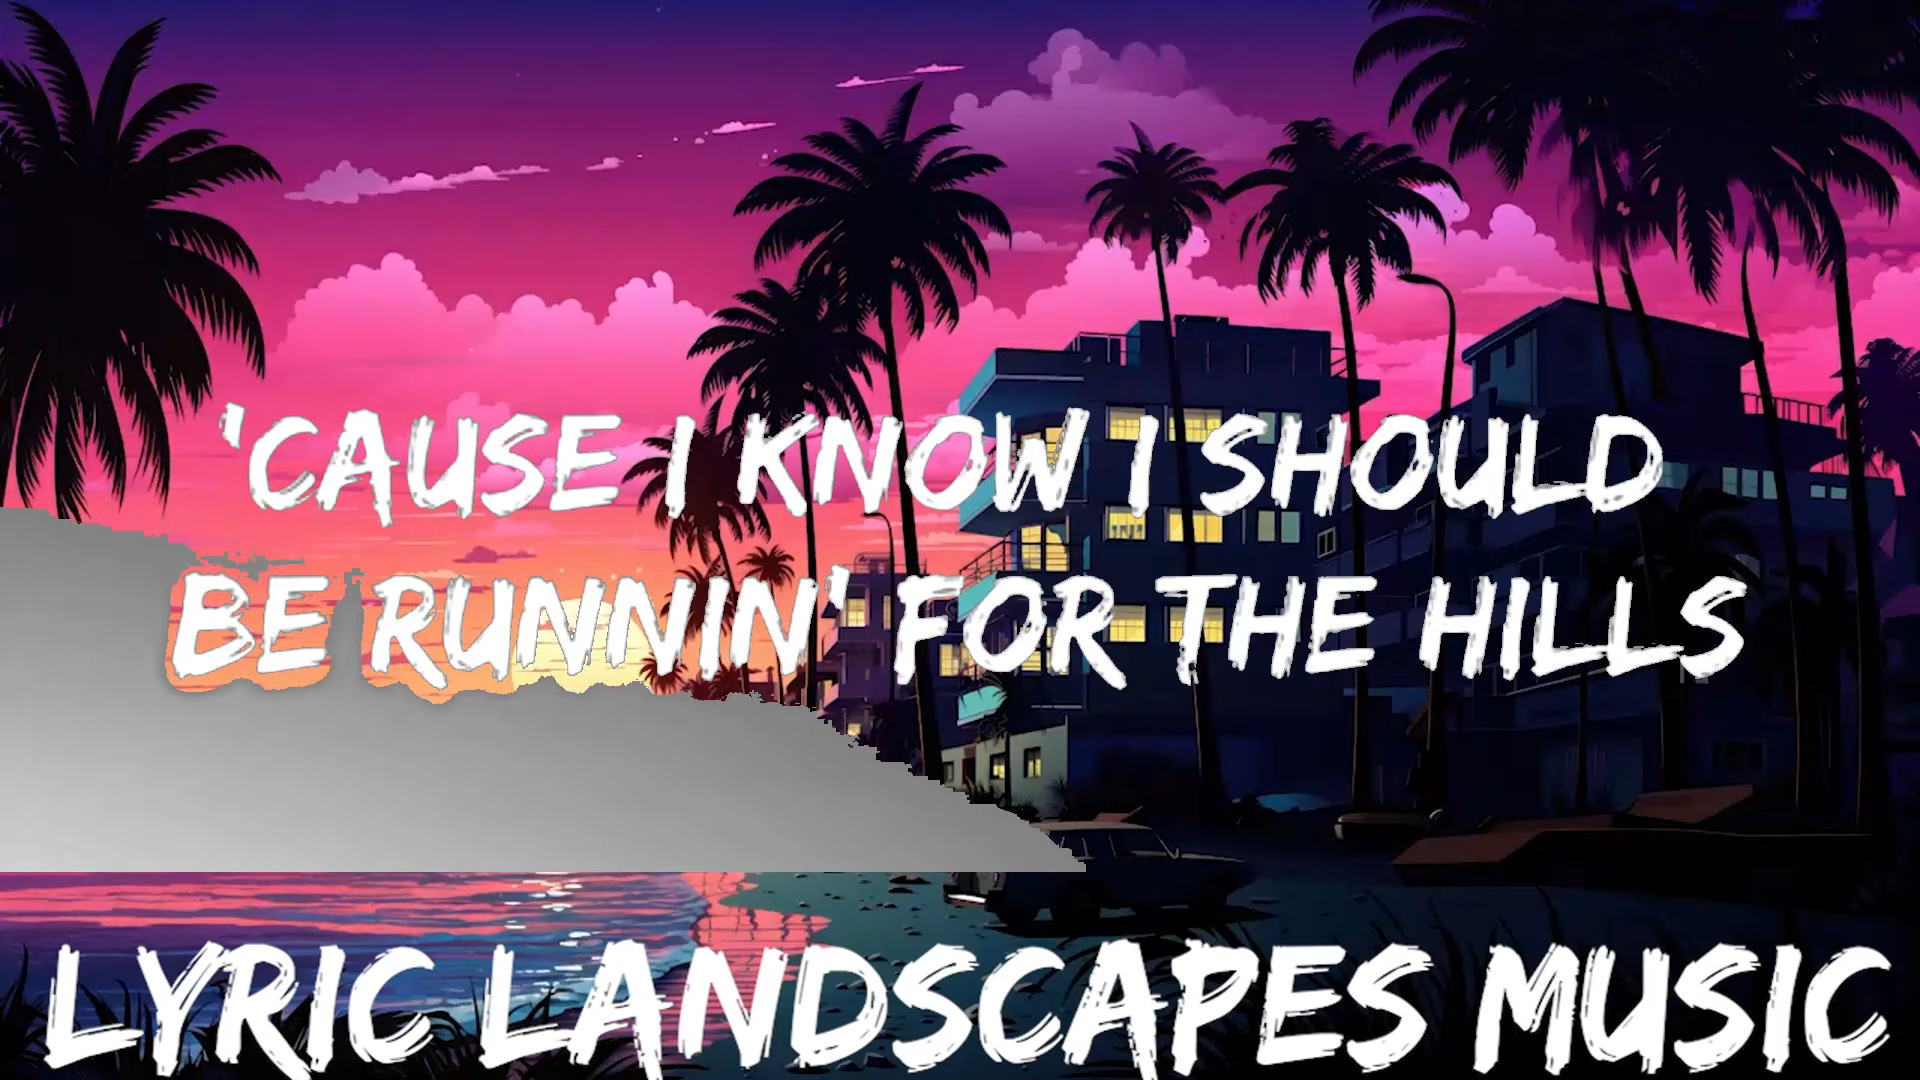 'CAUSE I KNOW I SHOULD
BE RUNNIN' FOR THE HILLS
LYRIC LANDSCAPES MUSIC